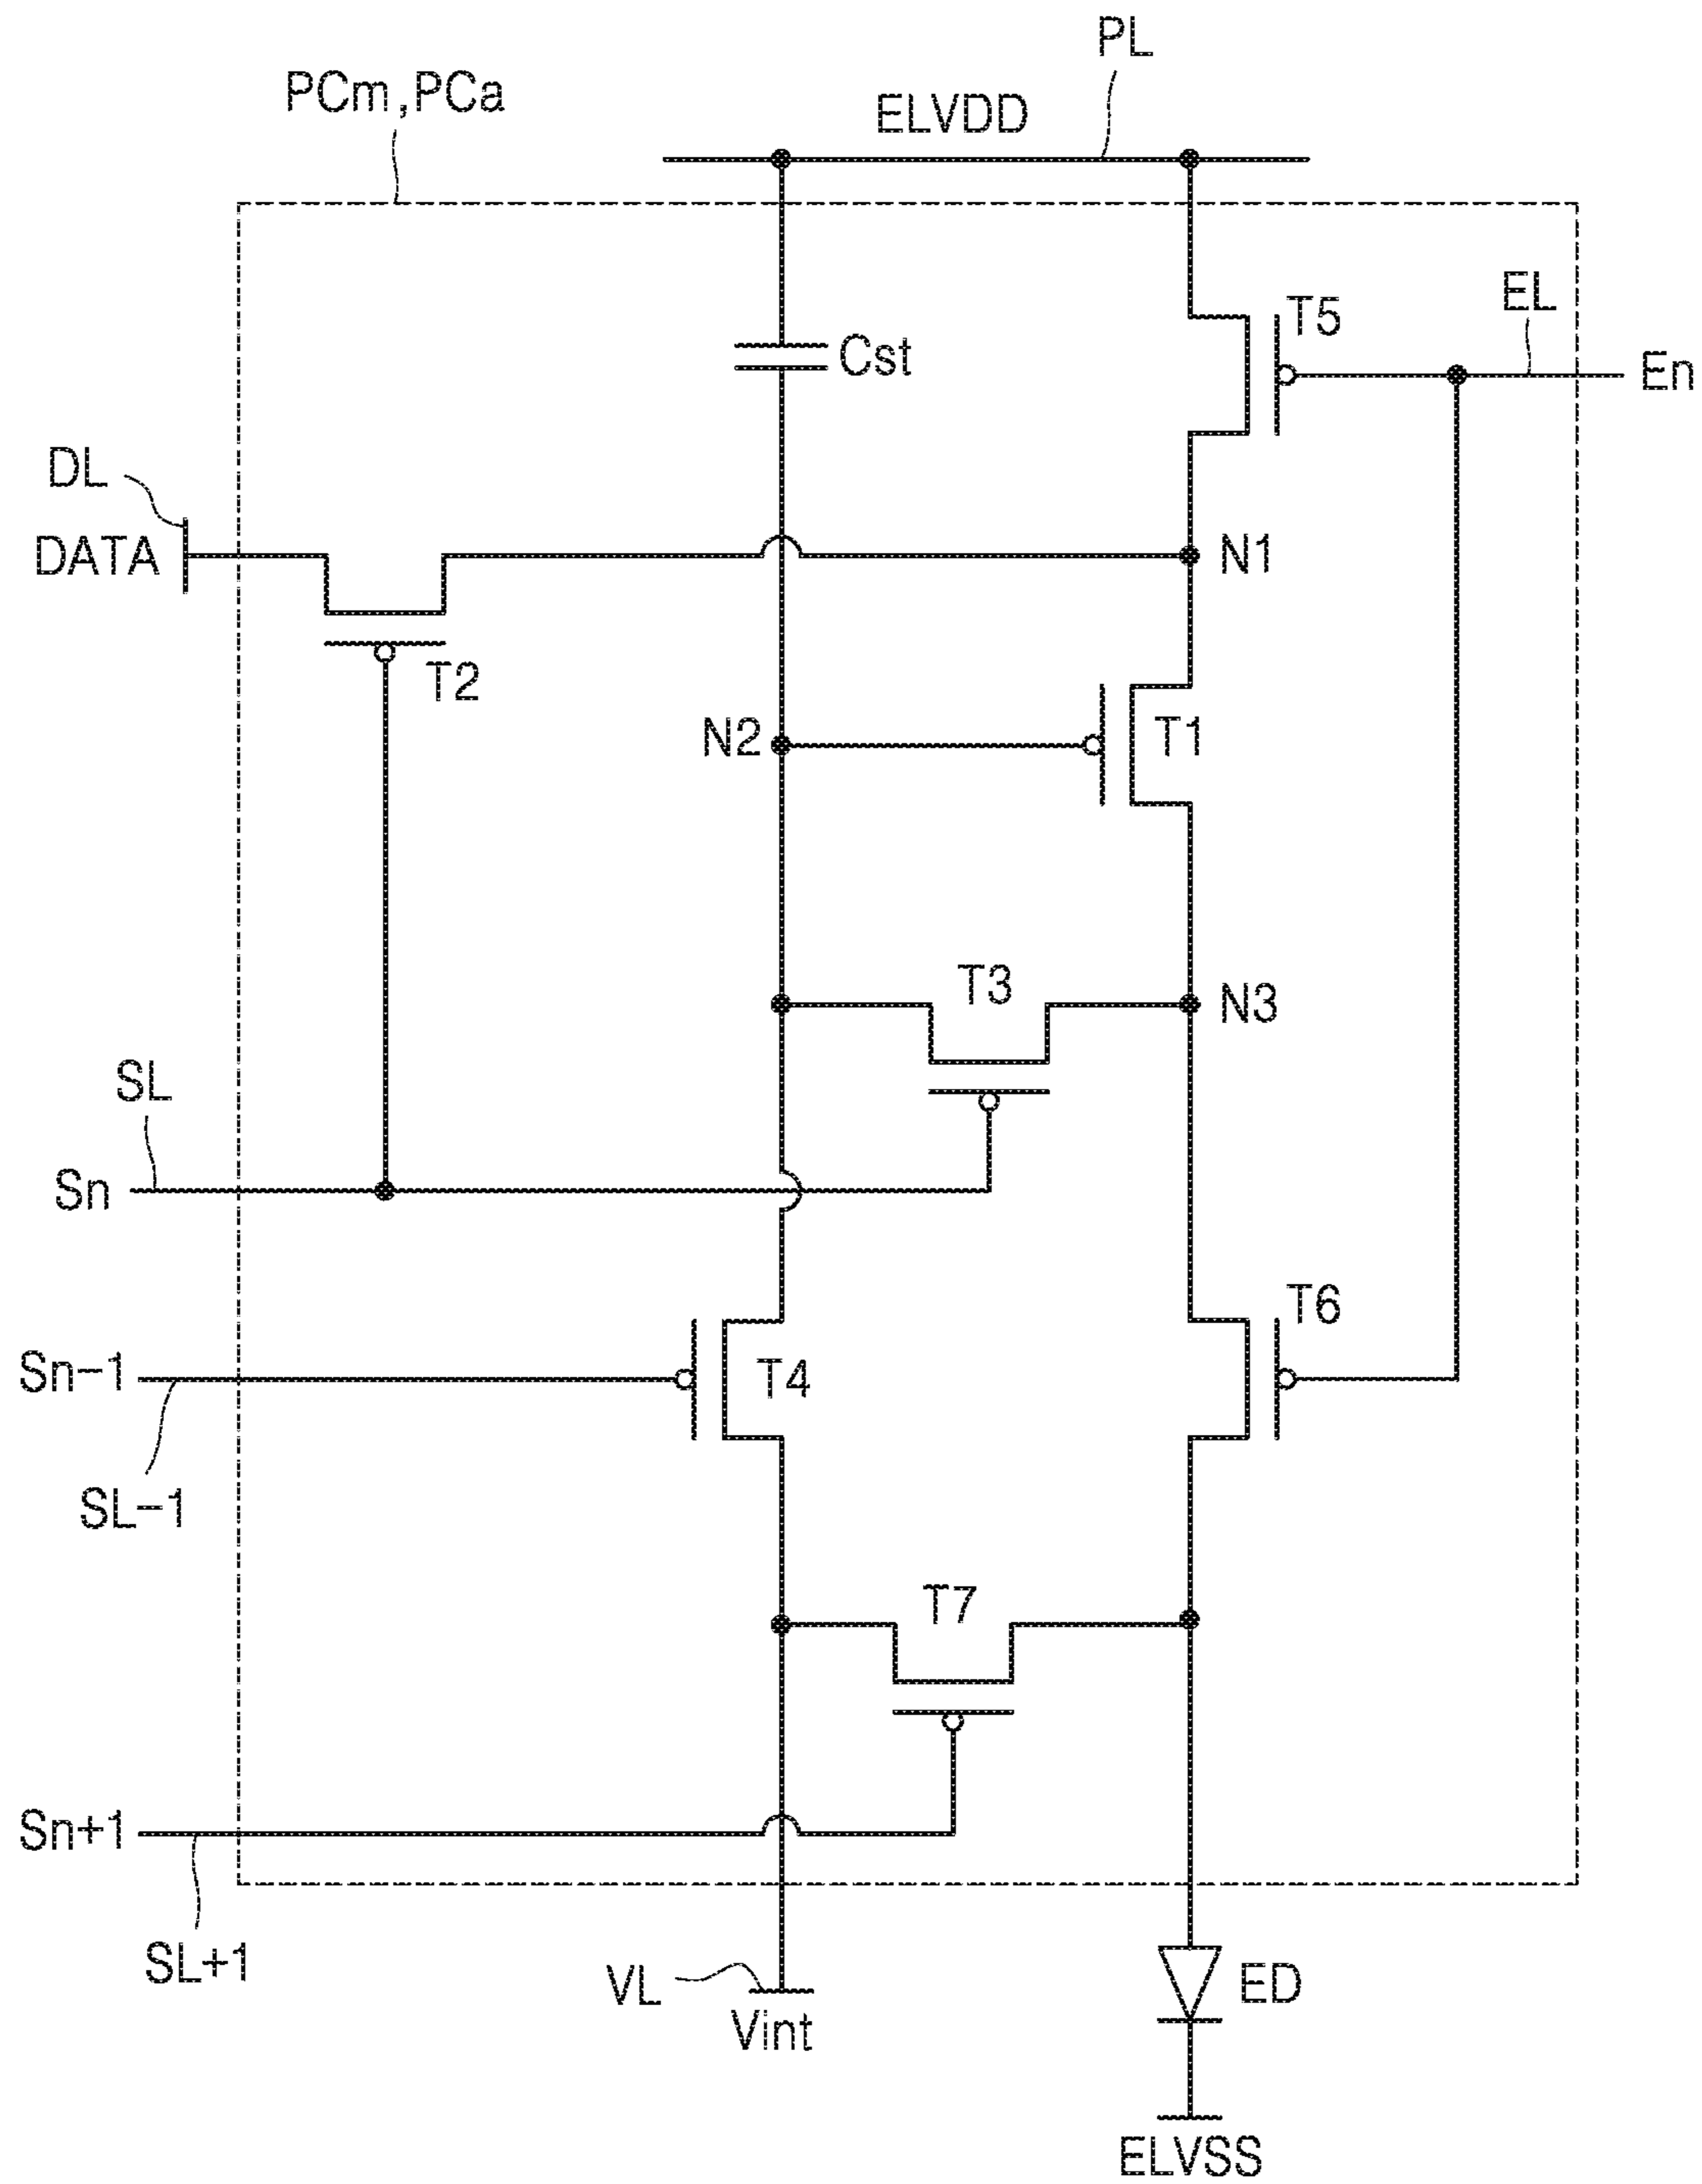 PL
PCm,PCa
ELVDD
T5
EL
En
Cst
DL
DATA
N1
T2
N2
T1
T3
N3
SL
Sn
T6
Sn-1
T4
SL-1
T7
Sn+1
SL+1
VL
Vint
ED
ELVSS